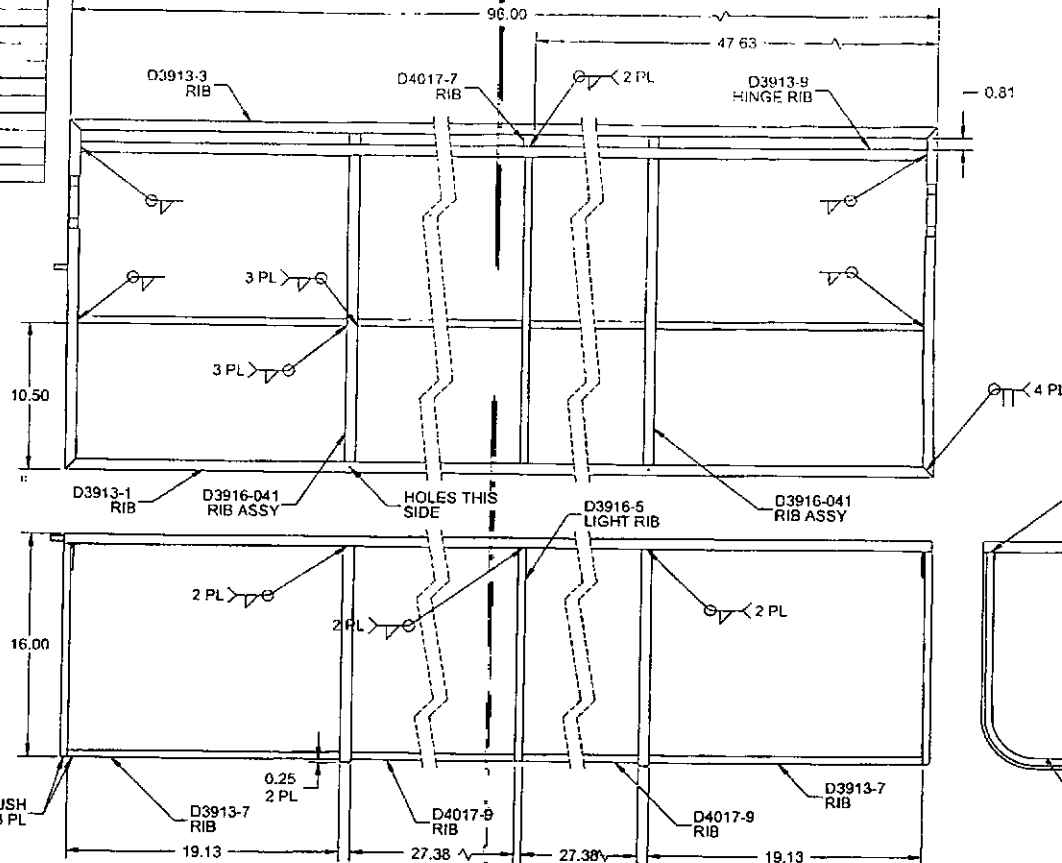 96.00
47.63
D3913-3
RIB
D4017-7
RIB
2 PL
D3913-9
HINGE RIB
0.81
3 PL
3 PL
10.50
4 PL
D3913-1
RIB
D3916-041
RIB ASSY
HOLES THIS
SIDE
D3916-5
LIGHT RIB
D3916-041
RIB ASSY
2 PL
2 PL
2 PL
16.00
0.25
2 PL
D3913-7
RIB
D4017-9
RIB
D4017-9
RIB
D3913-7
RIB
19.13
27.38
27.38
19.13